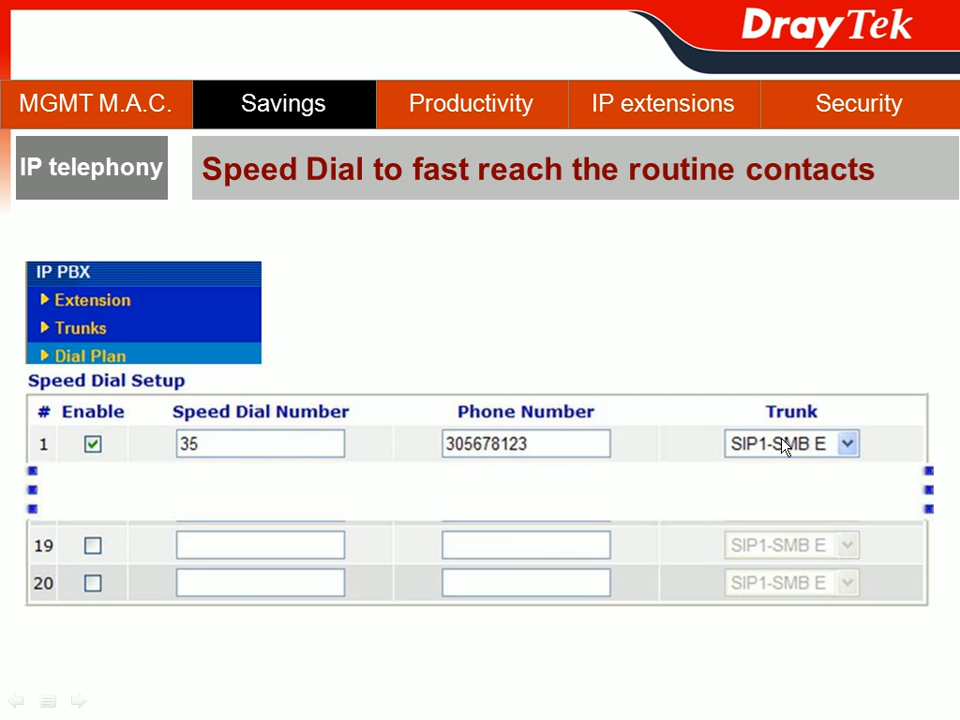 DrayTek
MGMT M.A.C. Savings Productivity IP extensions Security
IP telephony Speed Dial to fast reach the routine contacts
IP PBX
Extension
Trunks
Dial Plan
Speed Dial Setup
# Enable Speed Dial Number Phone Number Trunk
1 35 305678123 SIP1-SMB E
19 SIP1-SMB E
20 SIP1-SMB E